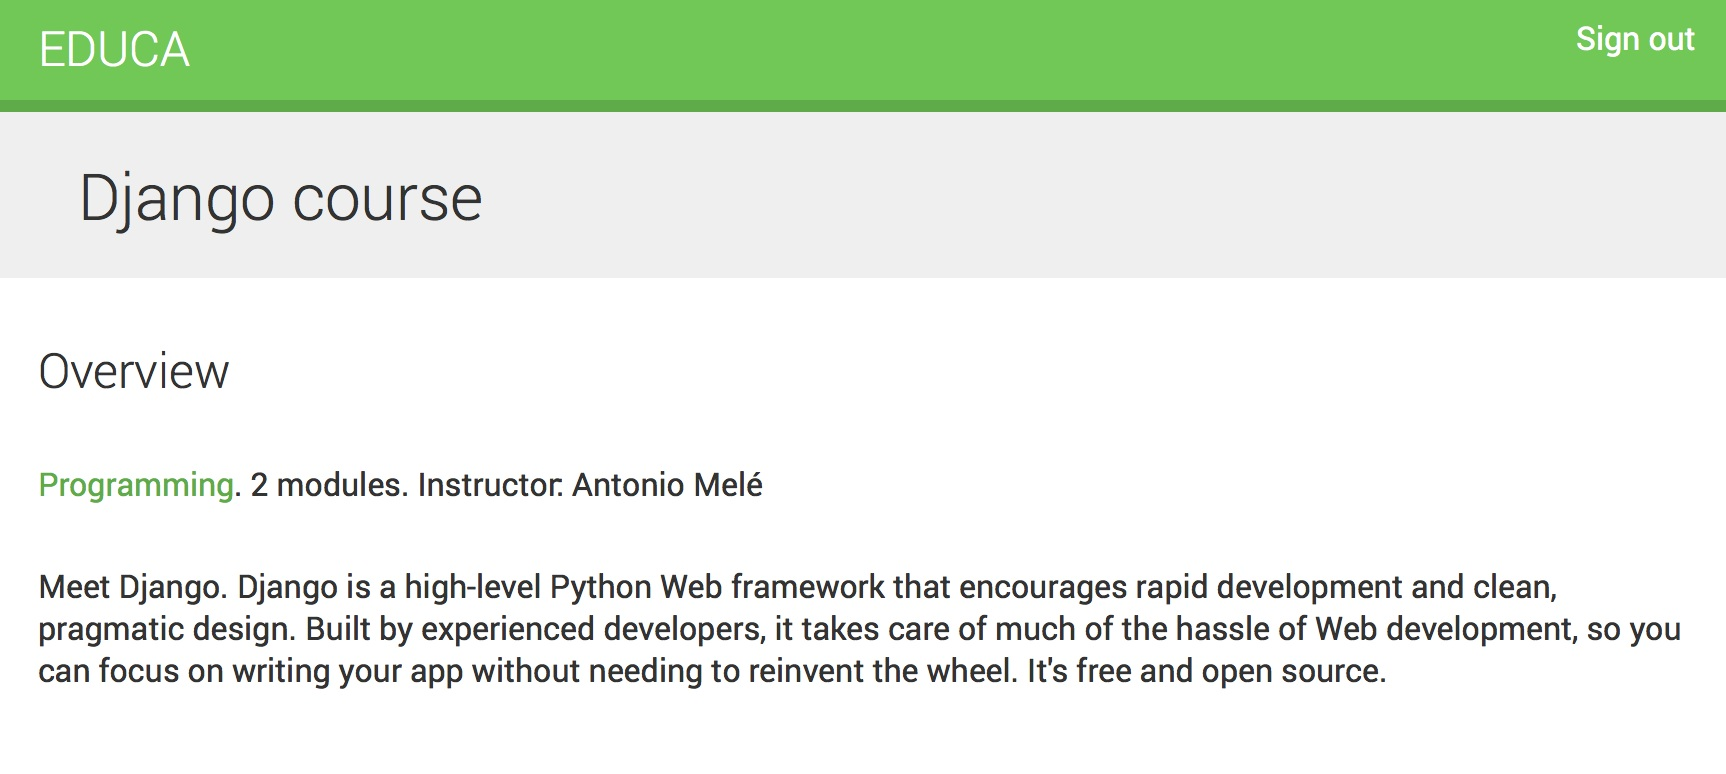 EDUCA
Sign out
Django course
Overview
Programming. 2 modules. Instructor: Antonio Melé
Meet Django. Django is a high-level Python Web framework that encourages rapid development and clean,
pragmatic design. Built by experienced developers, it takes care of much of the hassle of Web development, so you
can focus on writing your app without needing to reinvent the wheel. It's free and open source.